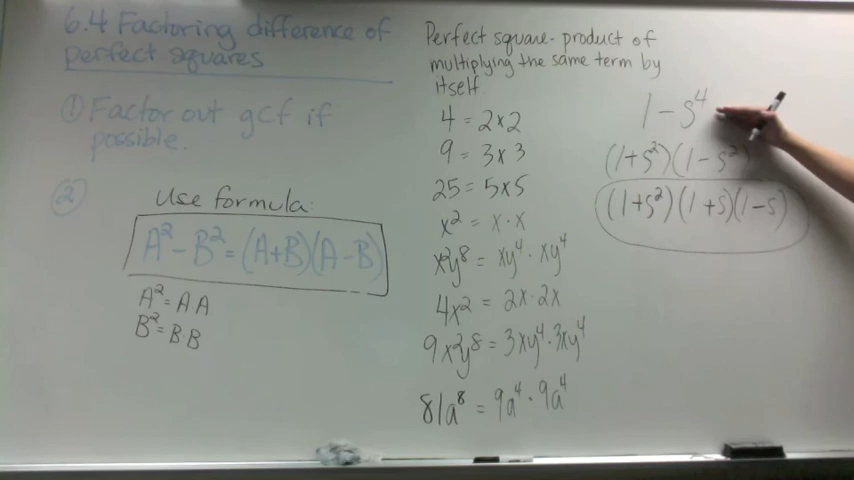 6.4 Factoring difference of
perfect squares
① Factor out gcf if
possible.
②
Use formula:
A² - B² = (A+B)(A-B)
A² = A·A
B² = B·B
Perfect square - product of
multiplying the same term by
itself
4 = 2x2
9 = 3x3
25 = 5x5
x² = x·x
x²y⁸ = xy⁴·xy⁴
4x² = 2x·2x
9x²y⁸ = 3xy⁴·3xy⁴
81a⁸ = 9a⁴·9a⁴
1 - s⁴
(1+s²)(1-s²)
(1+s²)(1+s)(1-s)